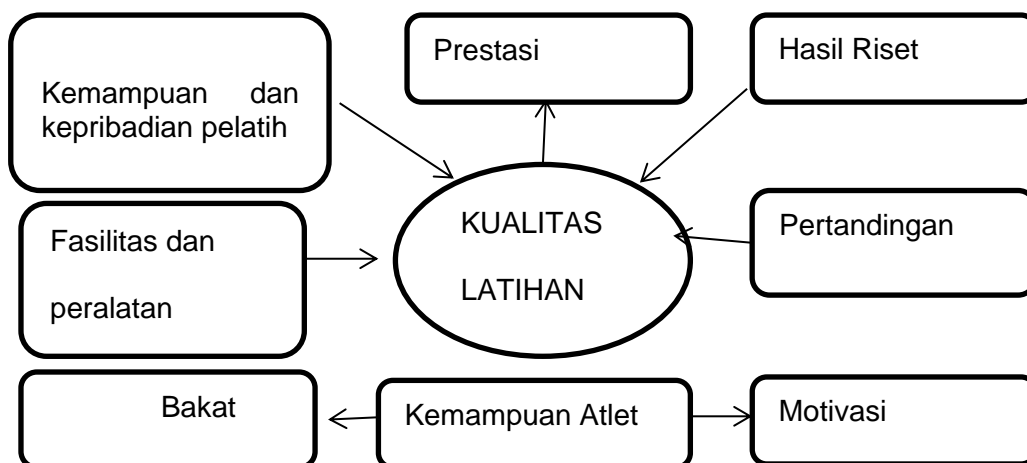 Kemampuan dan
kepribadian pelatih
Prestasi
Hasil Riset
Fasilitas dan
peralatan
KUALITAS
LATIHAN
Pertandingan
Bakat
Kemampuan Atlet
Motivasi